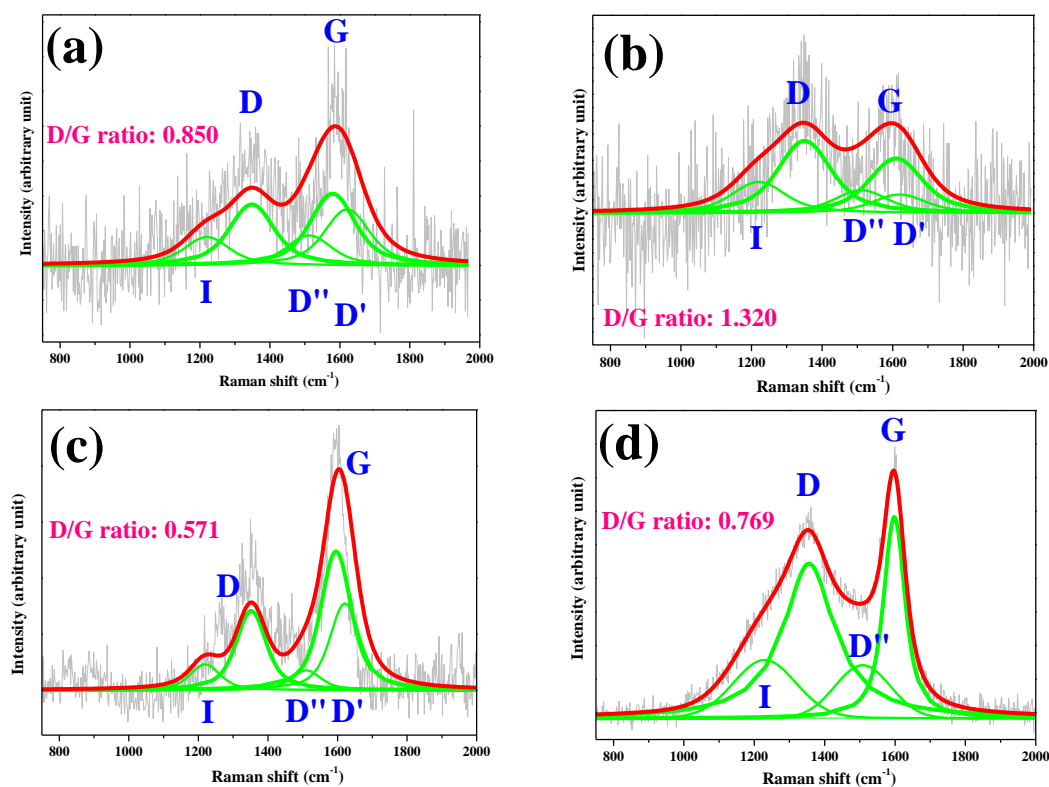 (a)
G
D
D/G ratio: 0.850
I
D''
D'
Intensity (arbitrary unit)
800 1000 1200 1400 1600 1800 2000
Raman shift (cm-1)
(b)
D
G
I
D''
D'
D/G ratio: 1.320
Intensity (arbitrary unit)
800 1000 1200 1400 1600 1800 2000
Raman shift (cm-1)
(c)
G
D/G ratio: 0.571
D
I
D''
D'
Intensity (arbitrary unit)
800 1000 1200 1400 1600 1800 2000
Raman shift (cm-1)
(d)
G
D
D/G ratio: 0.769
D''
I
Intensity (arbitrary unit)
800 1000 1200 1400 1600 1800 2000
Raman shift (cm-1)